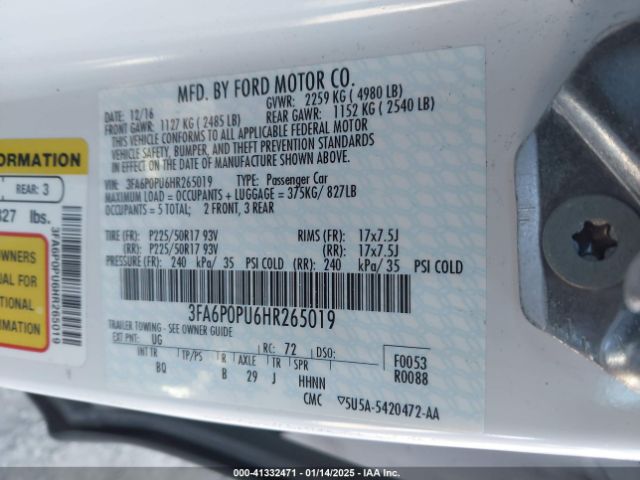 MFD. BY FORD MOTOR CO.
DATE: 12/16 GVWR: 2259 KG ( 4980 LB)
FRONT GAWR: 1127 KG ( 2485 LB) REAR GAWR: 1152 KG ( 2540 LB)
THIS VEHICLE CONFORMS TO ALL APPLICABLE FEDERAL MOTOR
VEHICLE SAFETY, BUMPER, AND THEFT PREVENTION STANDARDS
IN EFFECT ON THE DATE OF MANUFACTURE SHOWN ABOVE.
VIN: 3FA6P0PU6HR265019 TYPE: Passenger Car
MAXIMUM LOAD = OCCUPANTS + LUGGAGE = 375KG/ 827LB
OCCUPANTS = 5 TOTAL; 2 FRONT, 3 REAR
TIRE (FR): P225/50R17 93V RIMS (FR): 17x7.5J
(RR): P225/50R17 93V (RR): 17x7.5J
PRESSURE (FR): 240 kPa/ 35 PSI COLD (RR): 240 kPa/ 35 PSI COLD
3FA6P0PU6HR265019
TRAILER TOWING - SEE OWNER GUIDE
EXT PNT: UG RC: 72 DSO:
INT TR TP/PS R AXLE TR SPR F0053
BQ B 29 J HHNN R0088
CMC ▽5U5A-5420472-AA
FORMATION
REAR: 3
827 lbs.
OWNERS
UAL FOR
TIONAL
RMATION
3FA6P0PU6HR265019
COPART - 41332471 - 01/14/2025 - IAA Inc.